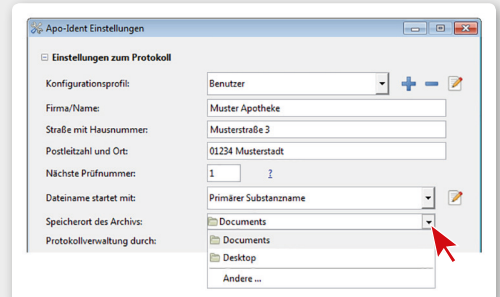 Apo-Ident Einstellungen
Einstellungen zum Protokoll
Konfigurationsprofil: Benutzer
Firma/Name: Muster Apotheke
Straße mit Hausnummer: Musterstraße 3
Postleitzahl und Ort: 01234 Musterstadt
Nächste Prüfnummer: 1 ?
Dateiname startet mit: Primärer Substanzname
Speicherort des Archivs: Documents
Protokollverwaltung durch: Documents
Desktop
Andere ...